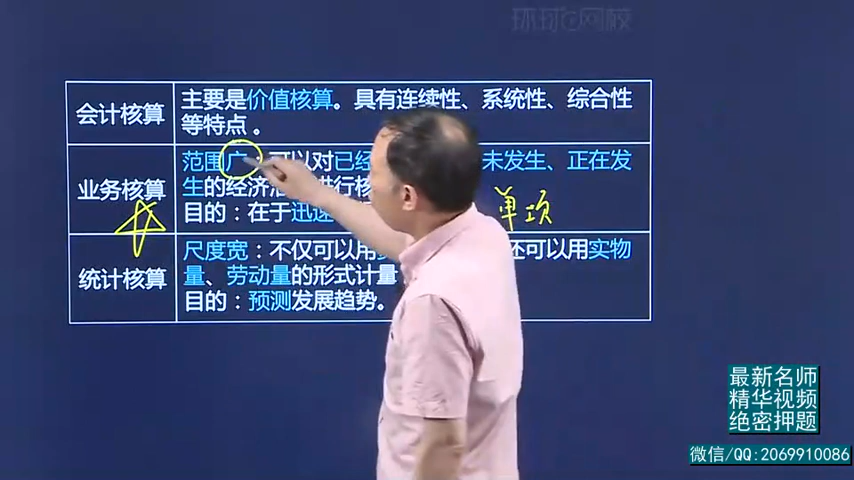 环球网校
会计核算
主要是价值核算。具有连续性、系统性、综合性
等特点 。
业务核算
范围广：可以对已经
未发生、正在发
生的经济活
进行核
目的：在于迅速
单项
统计核算
尺度宽：不仅可以用
还可以用实物
量、劳动量的形式计量
目的：预测发展趋势。
最新名师
精华视频
绝密押题
微信/QQ:2069910086